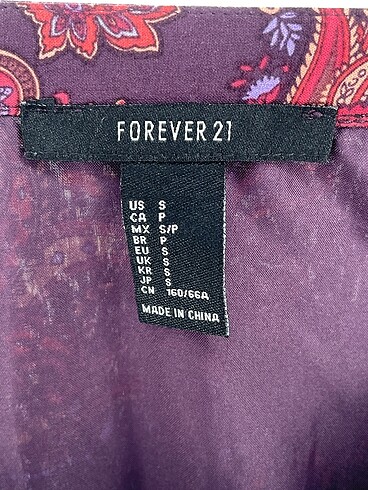 FOREVER 21
US S
CA P
MX S/P
BR P
EU S
UK S
KR S
JP S
CN 160/66A
MADE IN CHINA